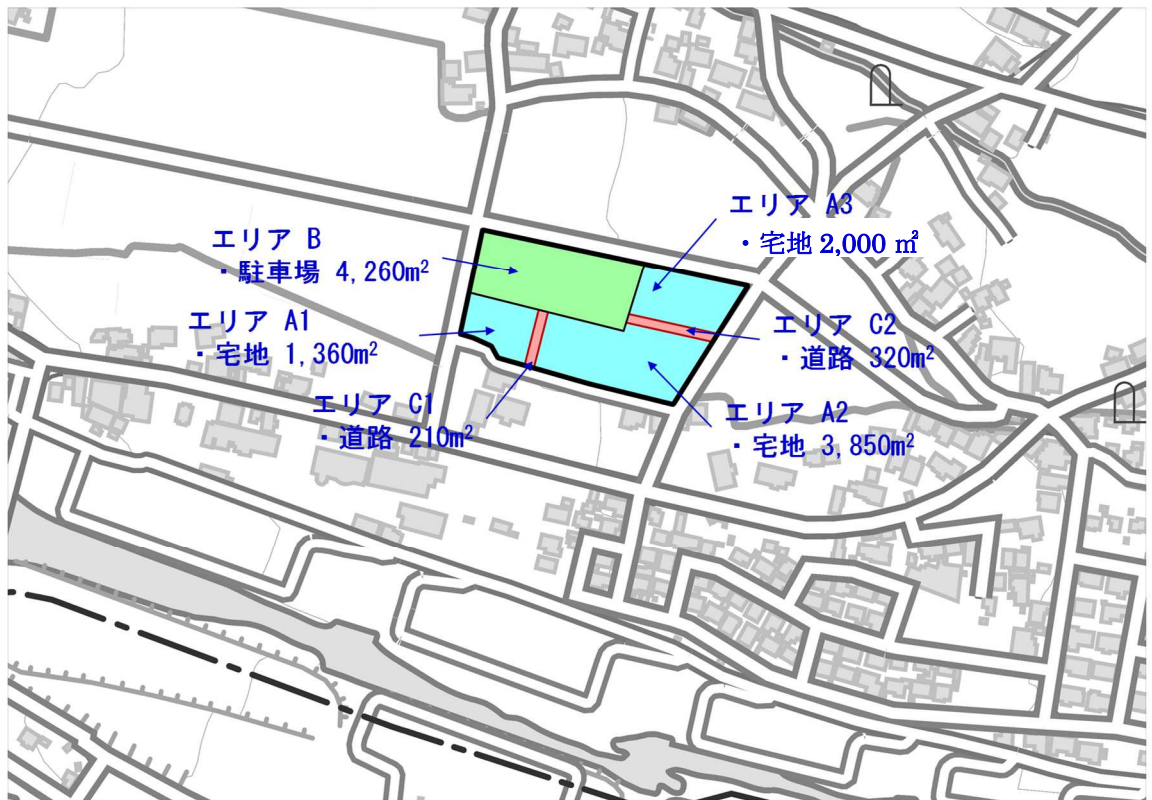 エリア A3
・宅地 2,000 ㎡
エリア B
・駐車場 4,260m²
エリア A1
・宅地 1,360m²
エリア C2
・道路 320m²
エリア C1
・道路 210m²
エリア A2
・宅地 3,850m²